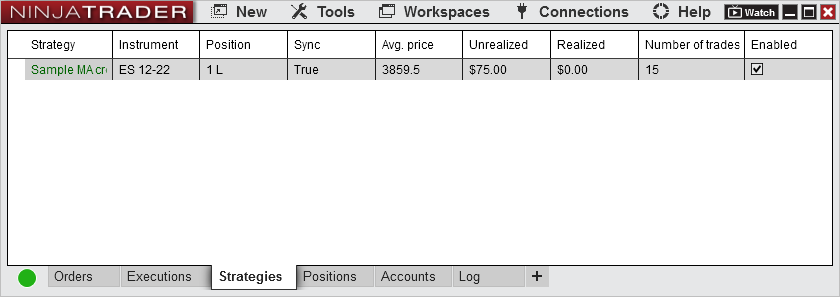 NINJATRADER New Tools Workspaces Connections Help Watch
Strategy Instrument Position Sync Avg. price Unrealized Realized Number of trades Enabled
Sample MA cr ES 12-22 1 L True 3859.5 $75.00 $0.00 15
Orders Executions Strategies Positions Accounts Log +